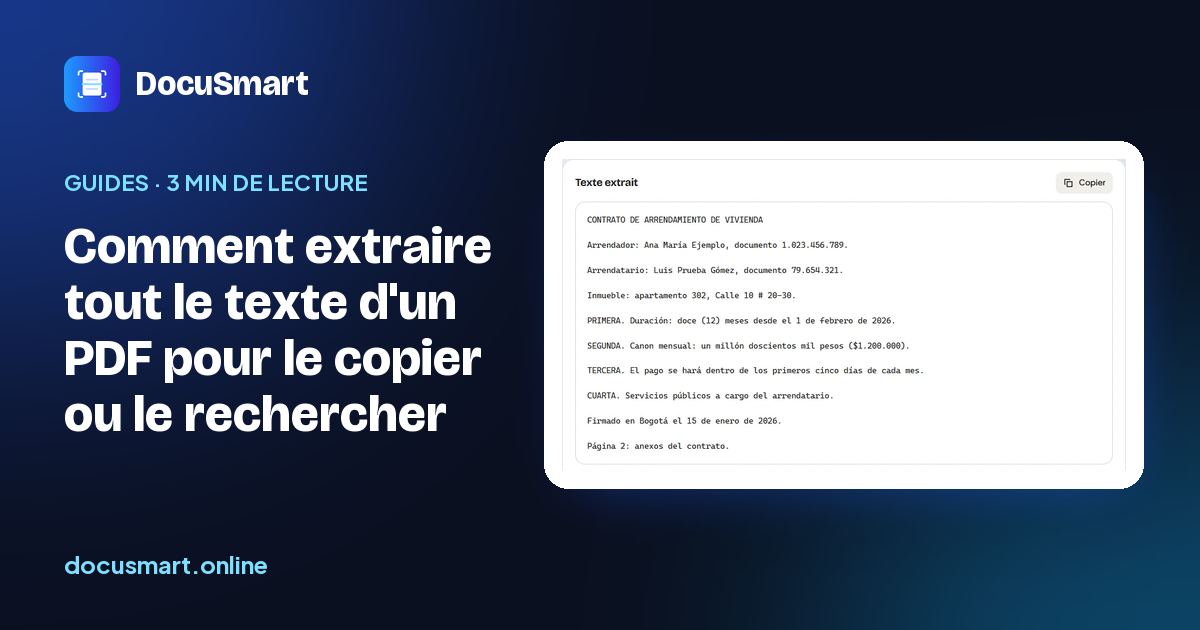 DocuSmart
GUIDES · 3 MIN DE LECTURE
Comment extraire
tout le texte d'un
PDF pour le copier
ou le rechercher
docusmart.online
Texte extrait
Copier
CONTRATO DE ARRENDAMIENTO DE VIVIENDA
Arrendador: Ana María Ejemplo, documento 1.023.456.789.
Arrendatario: Luis Prueba Gómez, documento 79.654.321.
Inmueble: apartamento 302, Calle 10 # 20-30.
PRIMERA. Duración: doce (12) meses desde el 1 de febrero de 2026.
SEGUNDA. Canon mensual: un millón doscientos mil pesos ($1.200.000).
TERCERA. El pago se hará dentro de los primeros cinco días de cada mes.
CUARTA. Servicios públicos a cargo del arrendatario.
Firmado en Bogotá el 15 de enero de 2026.
Página 2: anexos del contrato.